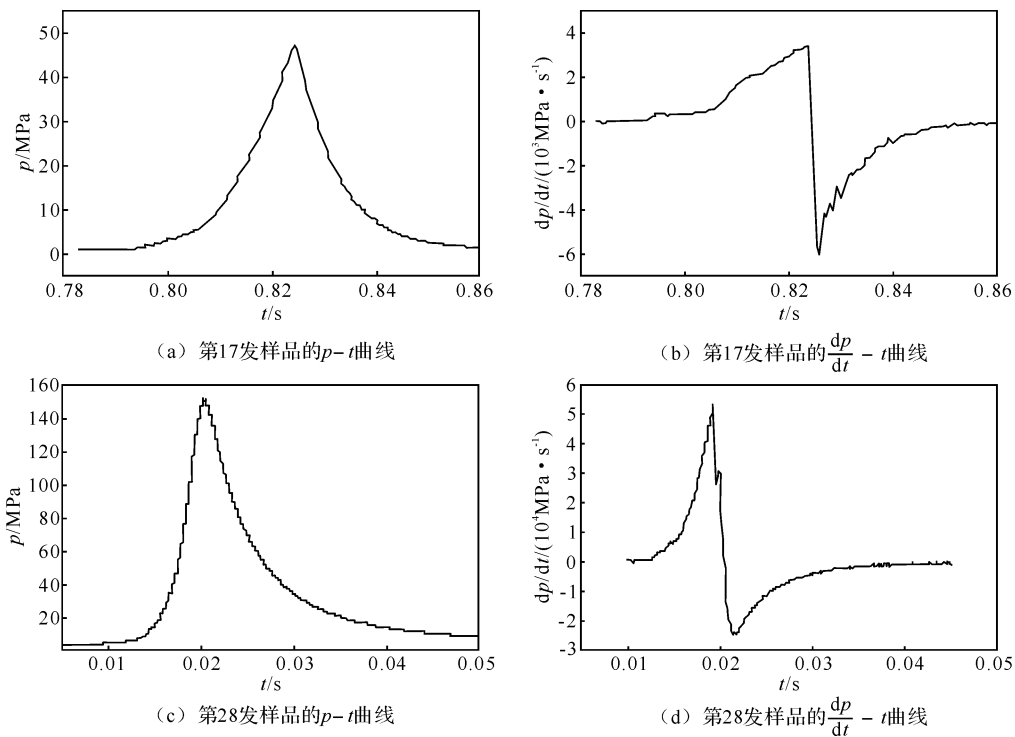 50
40
30
20
10
0
p/MPa
0.78 0.80 0.82 0.84 0.86
t/s
(a) 第17发样品的p-t曲线
4
2
0
-2
-4
-6
dp/dt/(10³MPa·s⁻¹)
0.78 0.80 0.82 0.84 0.86
t/s
(b) 第17发样品的dp/dt-t曲线
160
140
120
100
80
60
40
20
p/MPa
0.01 0.02 0.03 0.04 0.05
t/s
(c) 第28发样品的p-t曲线
6
5
4
3
2
1
0
-1
-2
-3
dp/dt/(10⁴MPa·s⁻¹)
0.01 0.02 0.03 0.04 0.05
t/s
(d) 第28发样品的dp/dt-t曲线